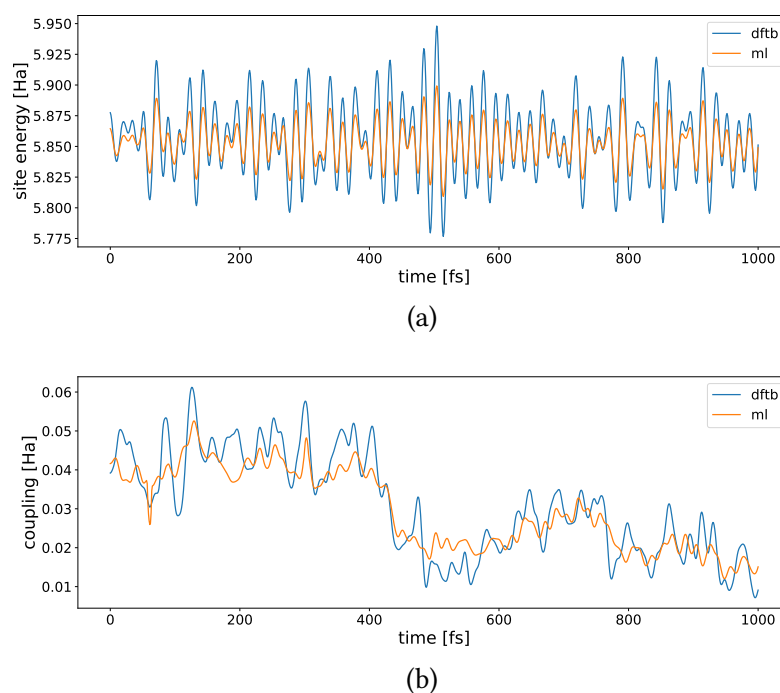 5.950
5.925
5.900
5.875
5.850
5.825
5.800
5.775
site energy [Ha]
dftb
ml
0 200 400 600 800 1000
time [fs]
(a)
0.06
0.05
0.04
0.03
0.02
0.01
coupling [Ha]
dftb
ml
0 200 400 600 800 1000
time [fs]
(b)